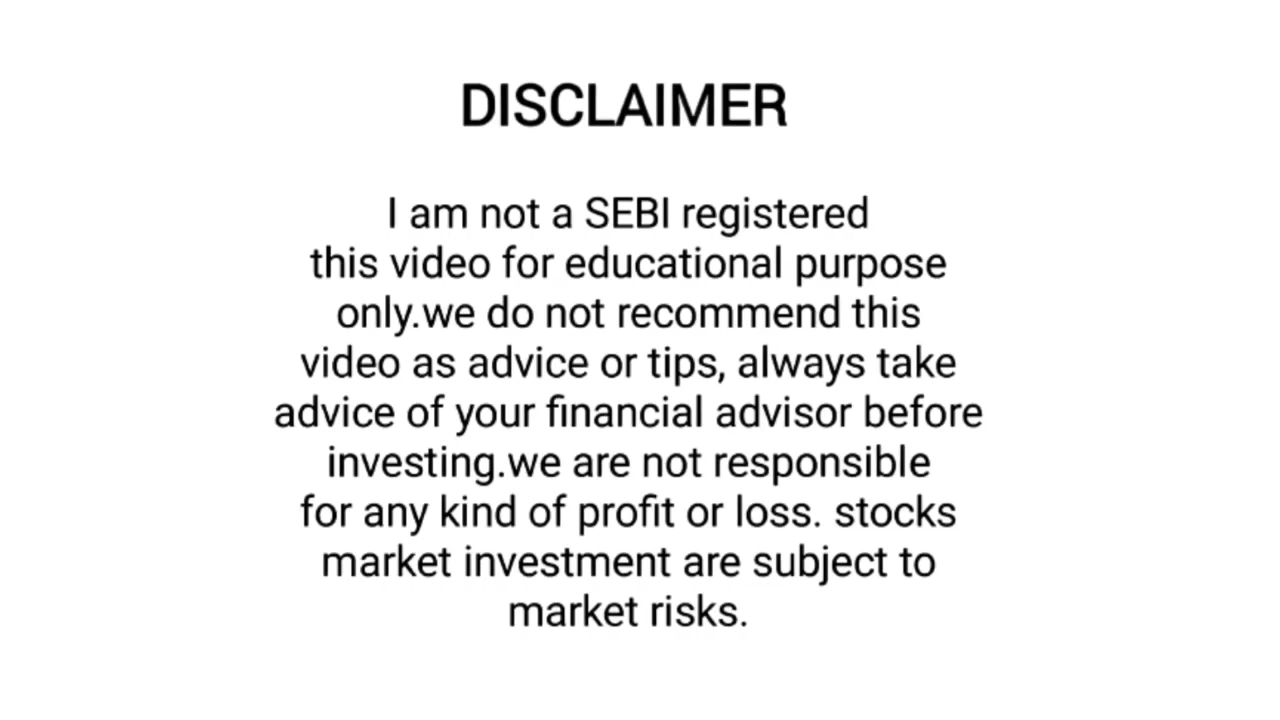 DISCLAIMER
I am not a SEBI registered
this video for educational purpose
only.we do not recommend this
video as advice or tips, always take
advice of your financial advisor before
investing.we are not responsible
for any kind of profit or loss. stocks
market investment are subject to
market risks.